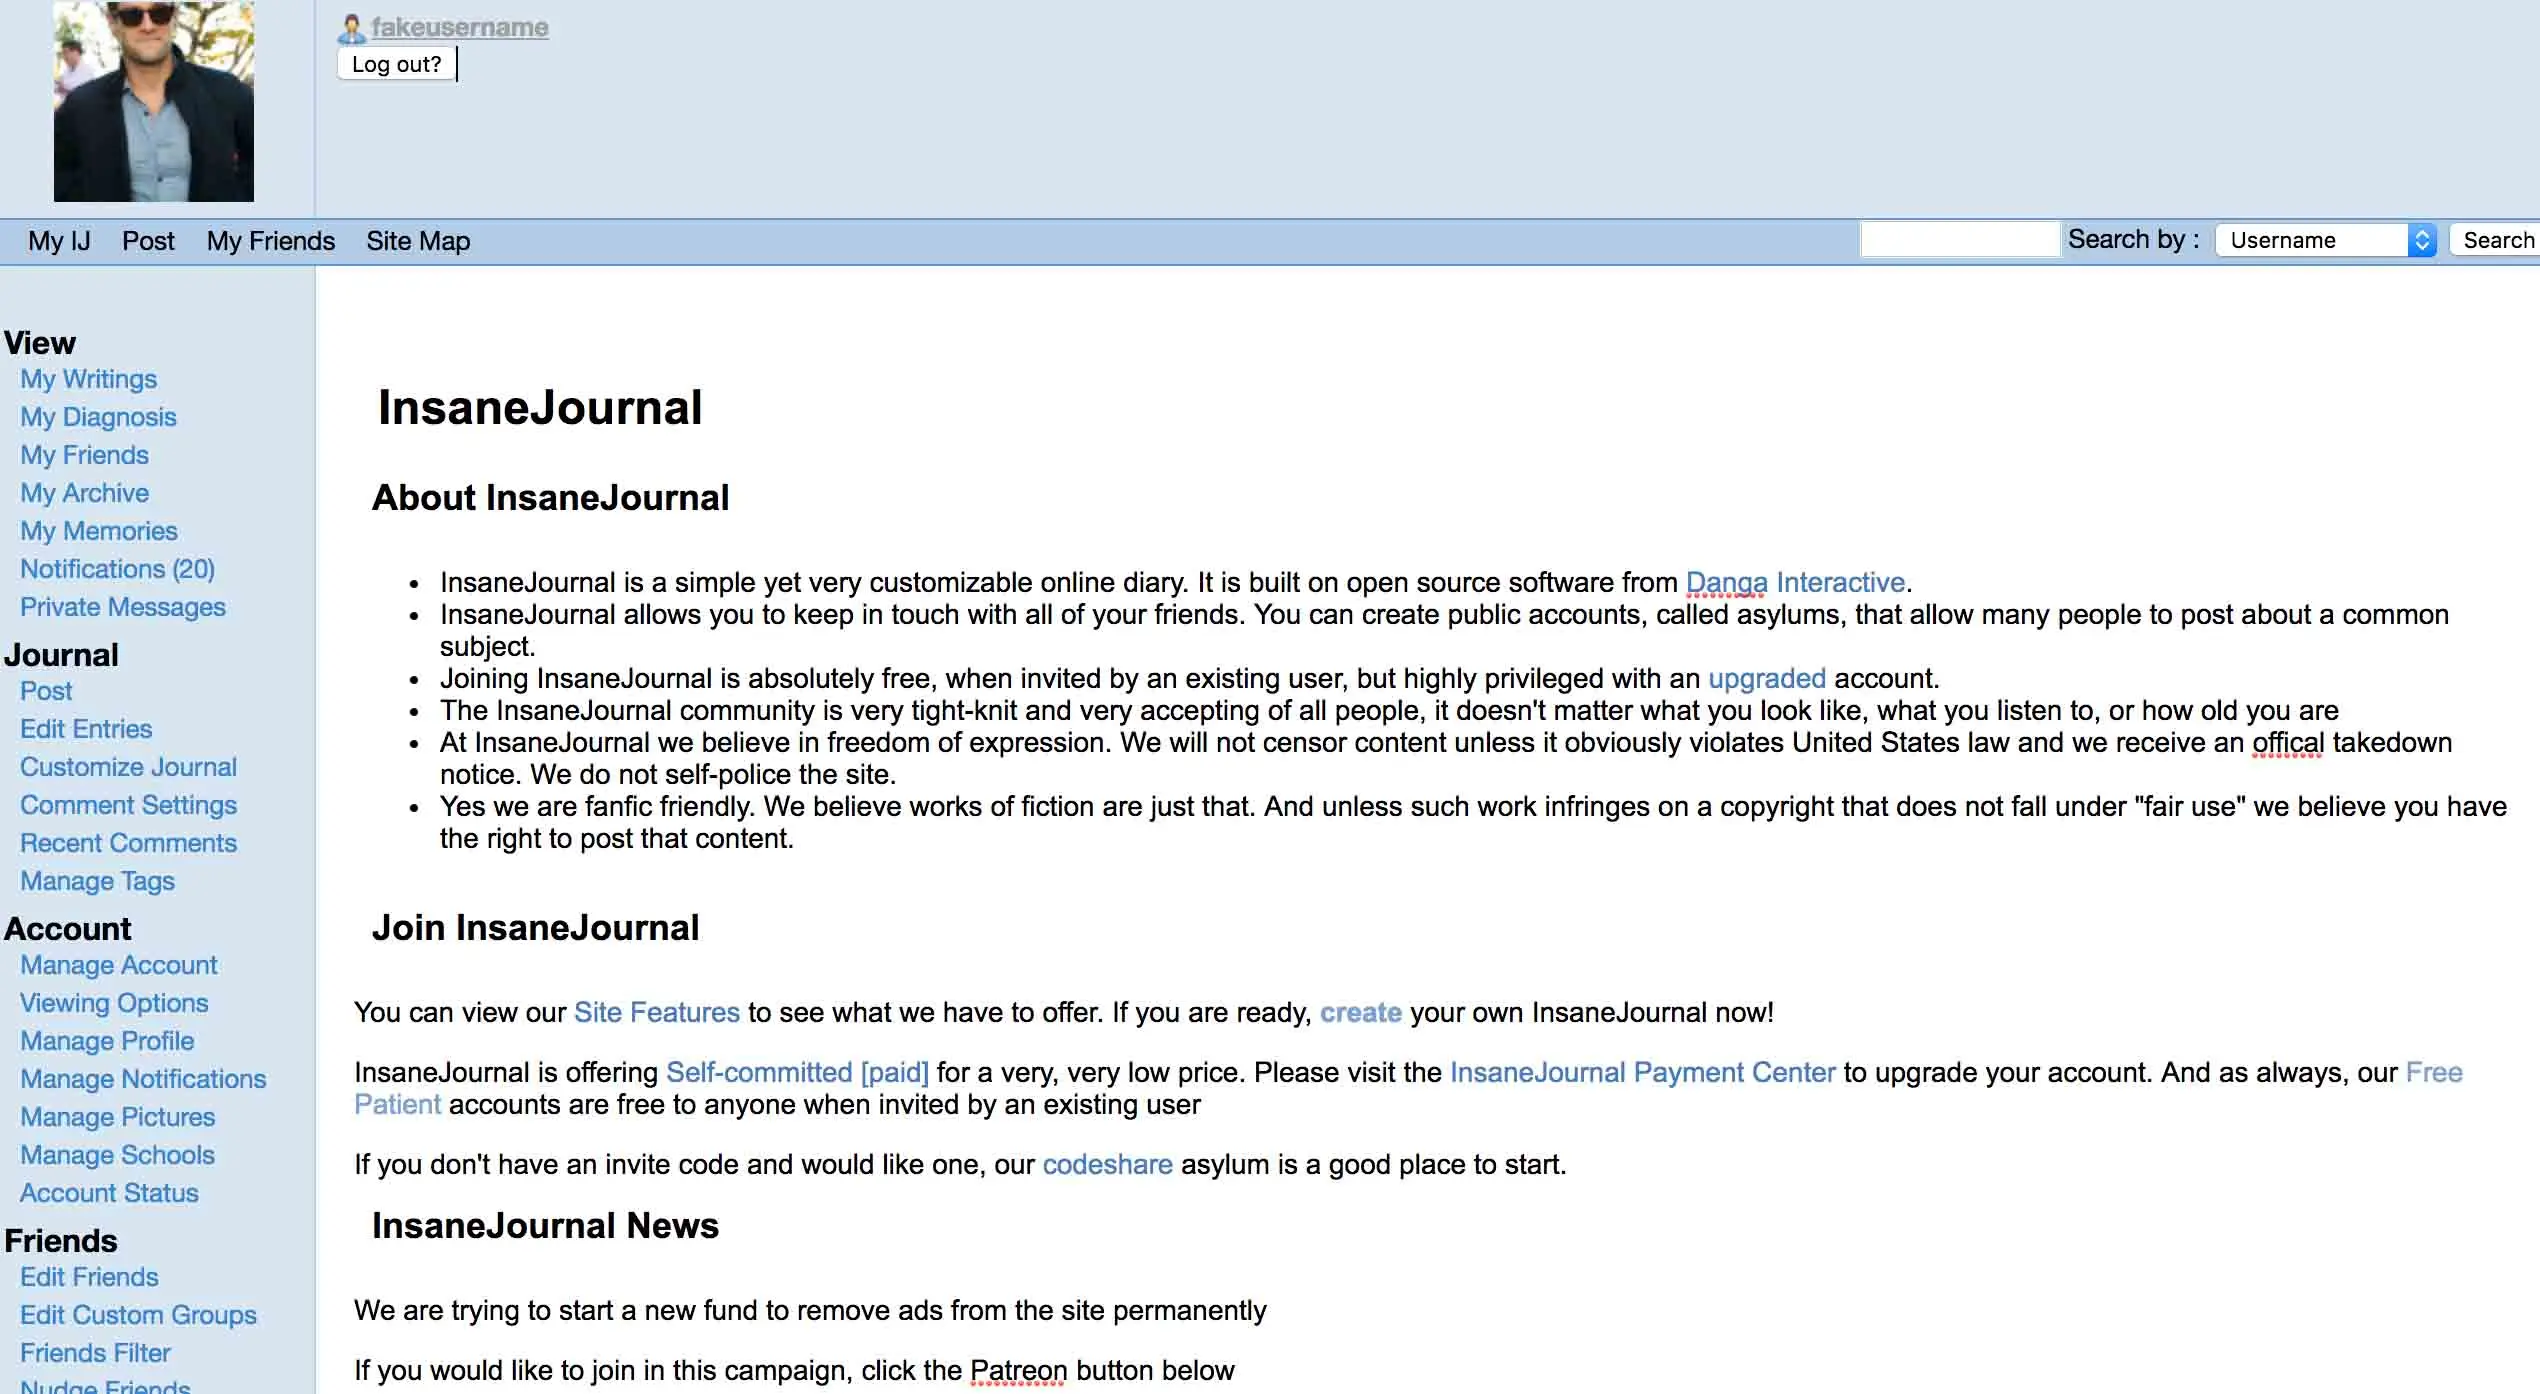 fakeusername
Log out?
My IJ Post My Friends Site Map
Search by : Username Search
View
My Writings
My Diagnosis
My Friends
My Archive
My Memories
Notifications (20)
Private Messages
Journal
Post
Edit Entries
Customize Journal
Comment Settings
Recent Comments
Manage Tags
Account
Manage Account
Viewing Options
Manage Profile
Manage Notifications
Manage Pictures
Manage Schools
Account Status
Friends
Edit Friends
Edit Custom Groups
Friends Filter
Nudge Friends
InsaneJournal
About InsaneJournal
• InsaneJournal is a simple yet very customizable online diary. It is built on open source software from Danga Interactive.
• InsaneJournal allows you to keep in touch with all of your friends. You can create public accounts, called asylums, that allow many people to post about a common
subject.
• Joining InsaneJournal is absolutely free, when invited by an existing user, but highly privileged with an upgraded account.
• The InsaneJournal community is very tight-knit and very accepting of all people, it doesn't matter what you look like, what you listen to, or how old you are
• At InsaneJournal we believe in freedom of expression. We will not censor content unless it obviously violates United States law and we receive an offical takedown
notice. We do not self-police the site.
• Yes we are fanfic friendly. We believe works of fiction are just that. And unless such work infringes on a copyright that does not fall under "fair use" we believe you have
the right to post that content.
Join InsaneJournal
You can view our Site Features to see what we have to offer. If you are ready, create your own InsaneJournal now!
InsaneJournal is offering Self-committed [paid] for a very, very low price. Please visit the InsaneJournal Payment Center to upgrade your account. And as always, our Free
Patient accounts are free to anyone when invited by an existing user
If you don't have an invite code and would like one, our codeshare asylum is a good place to start.
InsaneJournal News
We are trying to start a new fund to remove ads from the site permanently
If you would like to join in this campaign, click the Patreon button below